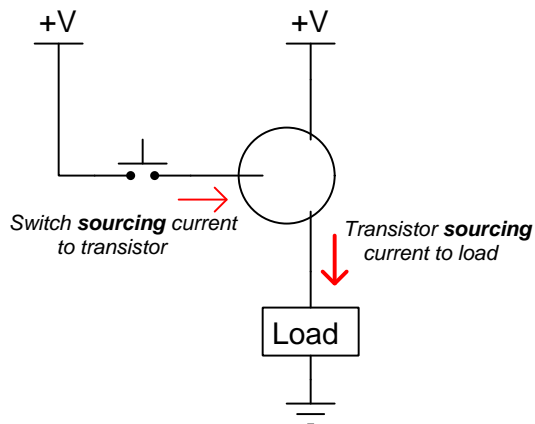 +V
+V
Switch sourcing current
to transistor
Transistor sourcing
current to load
Load